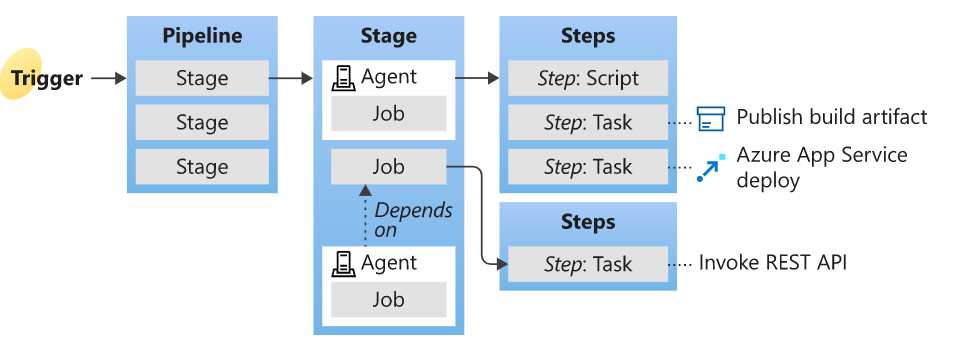 Trigger
Pipeline
Stage
Stage
Stage
Stage
Agent
Job
Job
Depends
on
Agent
Job
Steps
Step: Script
Step: Task
Step: Task
Publish build artifact
Azure App Service
deploy
Steps
Step: Task
Invoke REST API